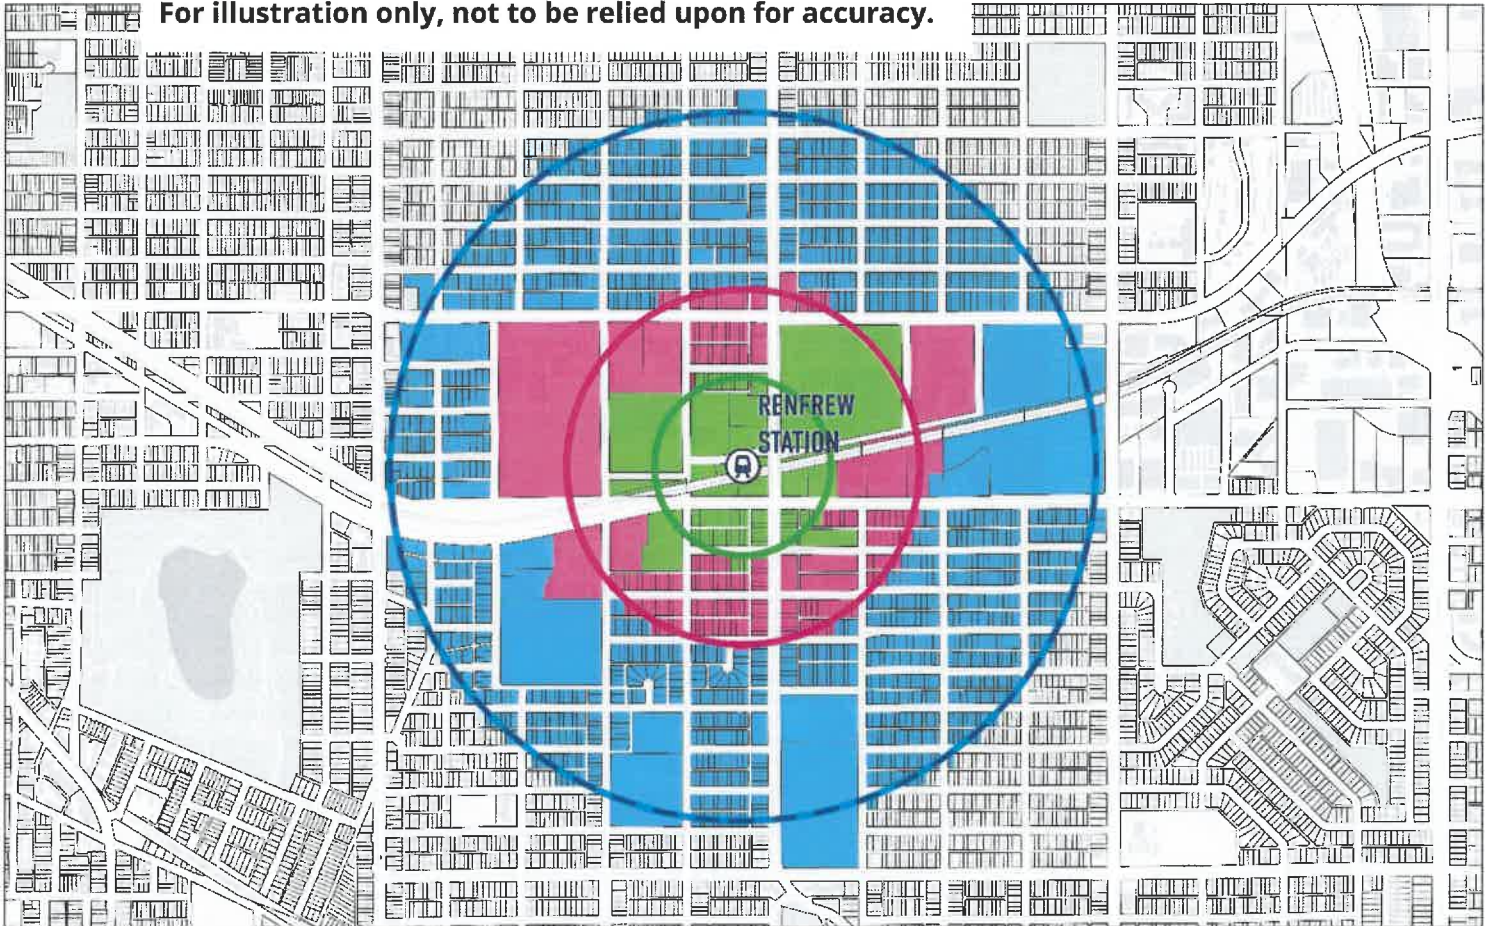 For illustration only, not to be relied upon for accuracy.
RENFREW
STATION